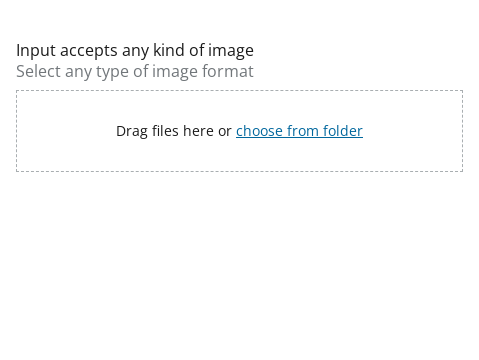 Input accepts any kind of image
Select any type of image format
Drag files here or choose from folder